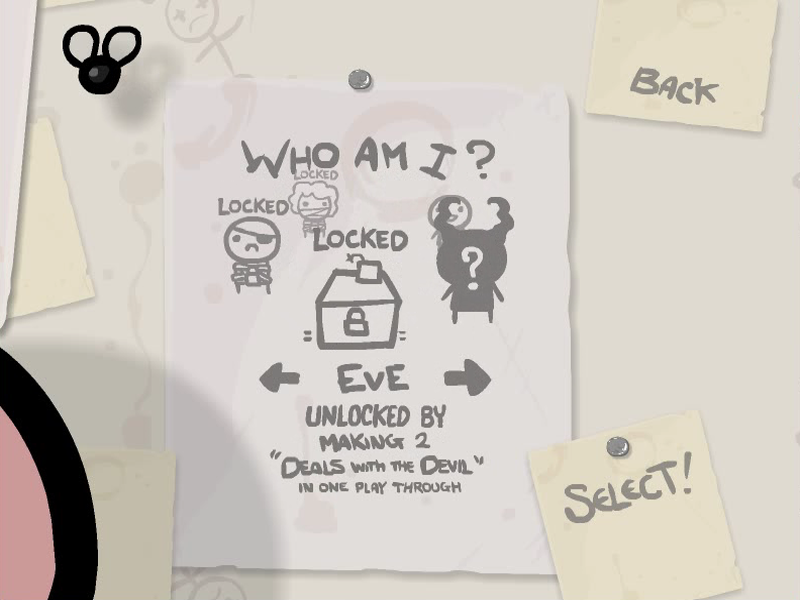 BACK
WHO AM I?
LOCKED
LOCKED
LOCKED
?
EVE
UNLOCKED BY
MAKING 2
"DEALS WITH THE DEVIL"
IN ONE PLAY THROUGH
SELECT!